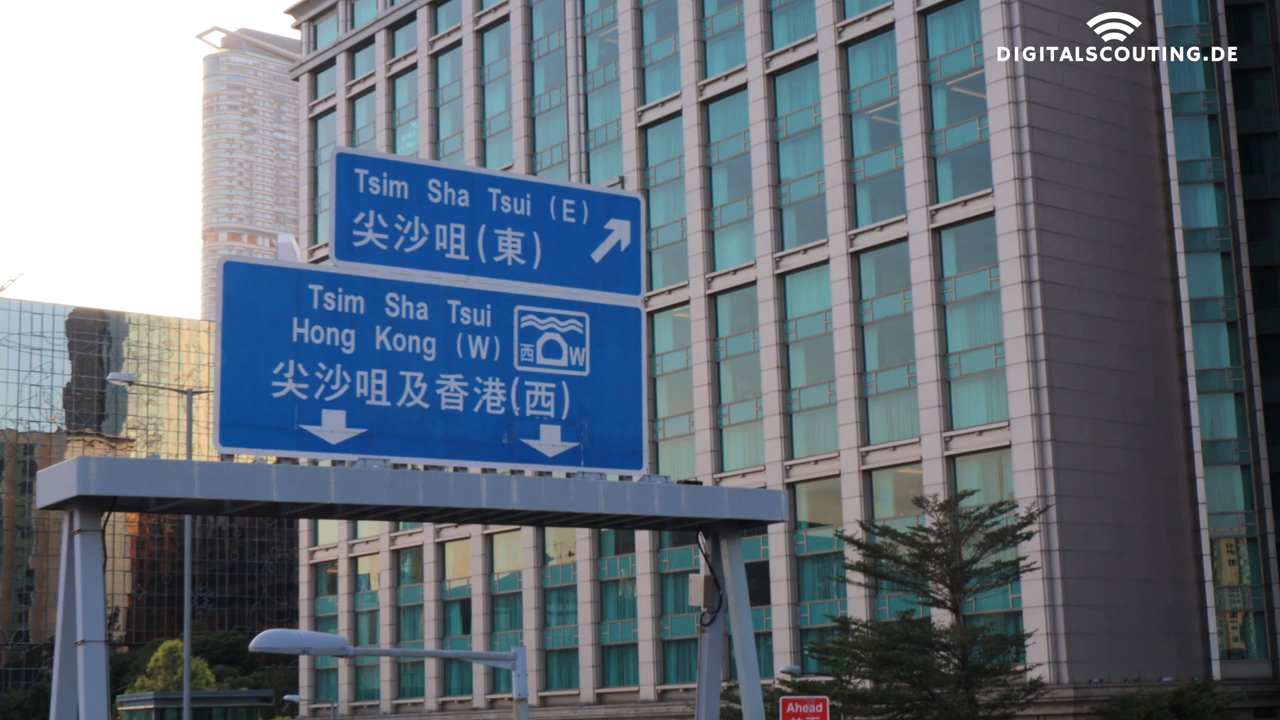 DIGITALSCOUTING.DE
Tsim Sha Tsui (E)
尖沙咀(東)
Tsim Sha Tsui
Hong Kong (W)
西 W
尖沙咀及香港(西)
Ahead